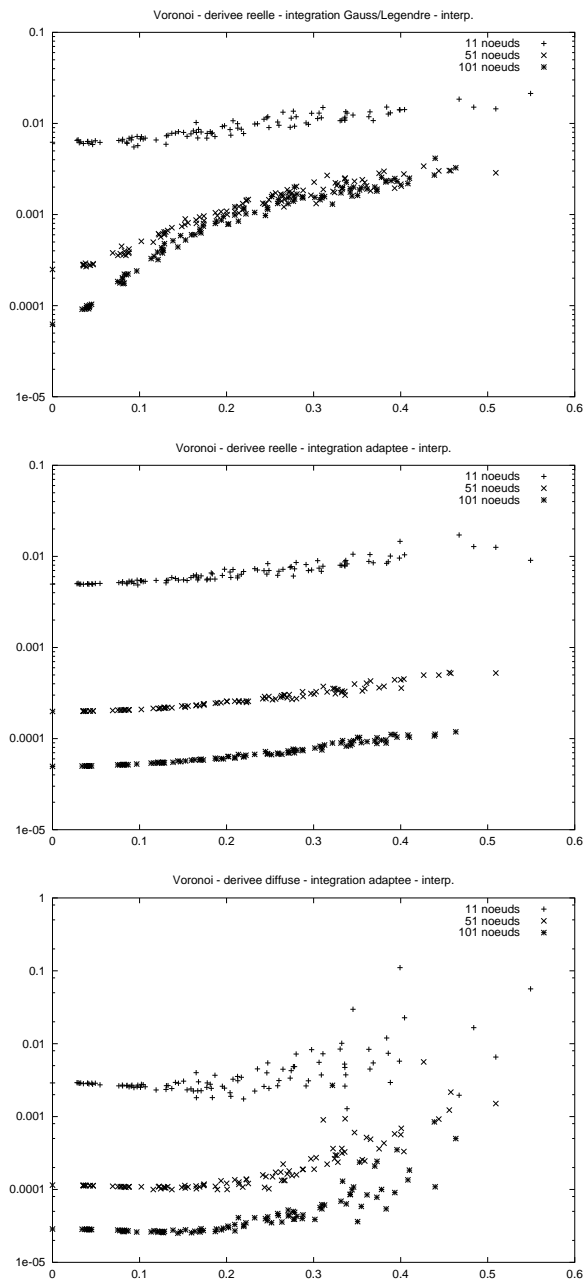 Voronoi - derivee reelle - integration Gauss/Legendre - interp.
0.1
0.01
0.001
0.0001
1e-05
11 noeuds
51 noeuds
101 noeuds
0 0.1 0.2 0.3 0.4 0.5 0.6
Voronoi - derivee reelle - integration adaptee - interp.
0.1
0.01
0.001
0.0001
1e-05
11 noeuds
51 noeuds
101 noeuds
0 0.1 0.2 0.3 0.4 0.5 0.6
Voronoi - derivee diffuse - integration adaptee - interp.
1
0.1
0.01
0.001
0.0001
1e-05
11 noeuds
51 noeuds
101 noeuds
0 0.1 0.2 0.3 0.4 0.5 0.6